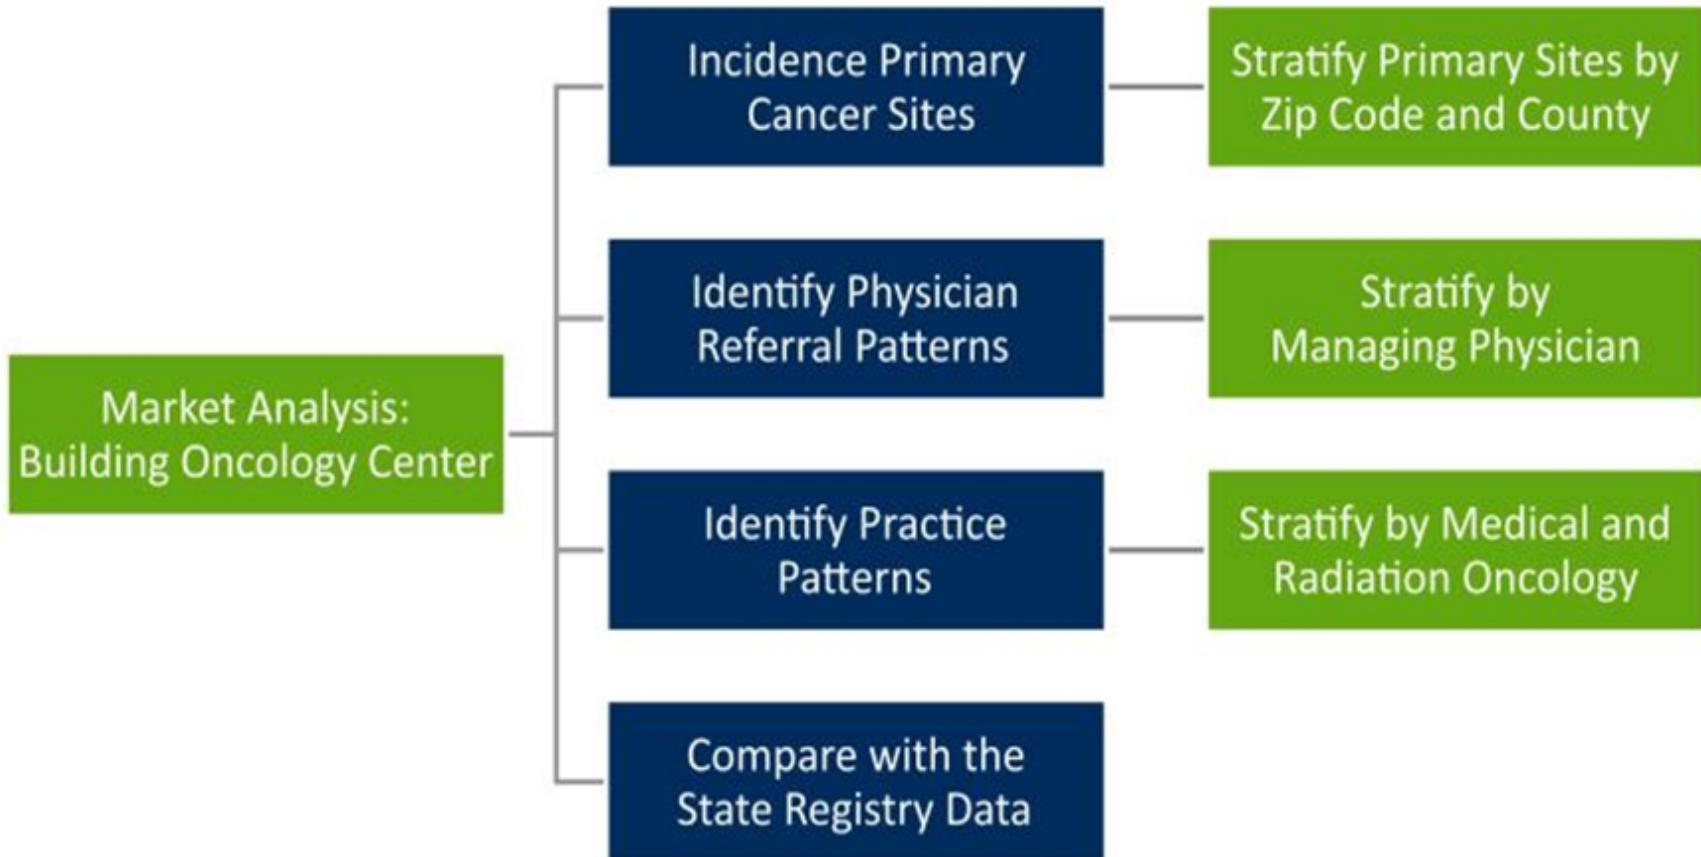 Incidence Primary
Cancer Sites
Stratify Primary Sites by
Zip Code and County
Identify Physician
Referral Patterns
Stratify by
Managing Physician
Market Analysis:
Building Oncology Center
Identify Practice
Patterns
Stratify by Medical and
Radiation Oncology
Compare with the
State Registry Data